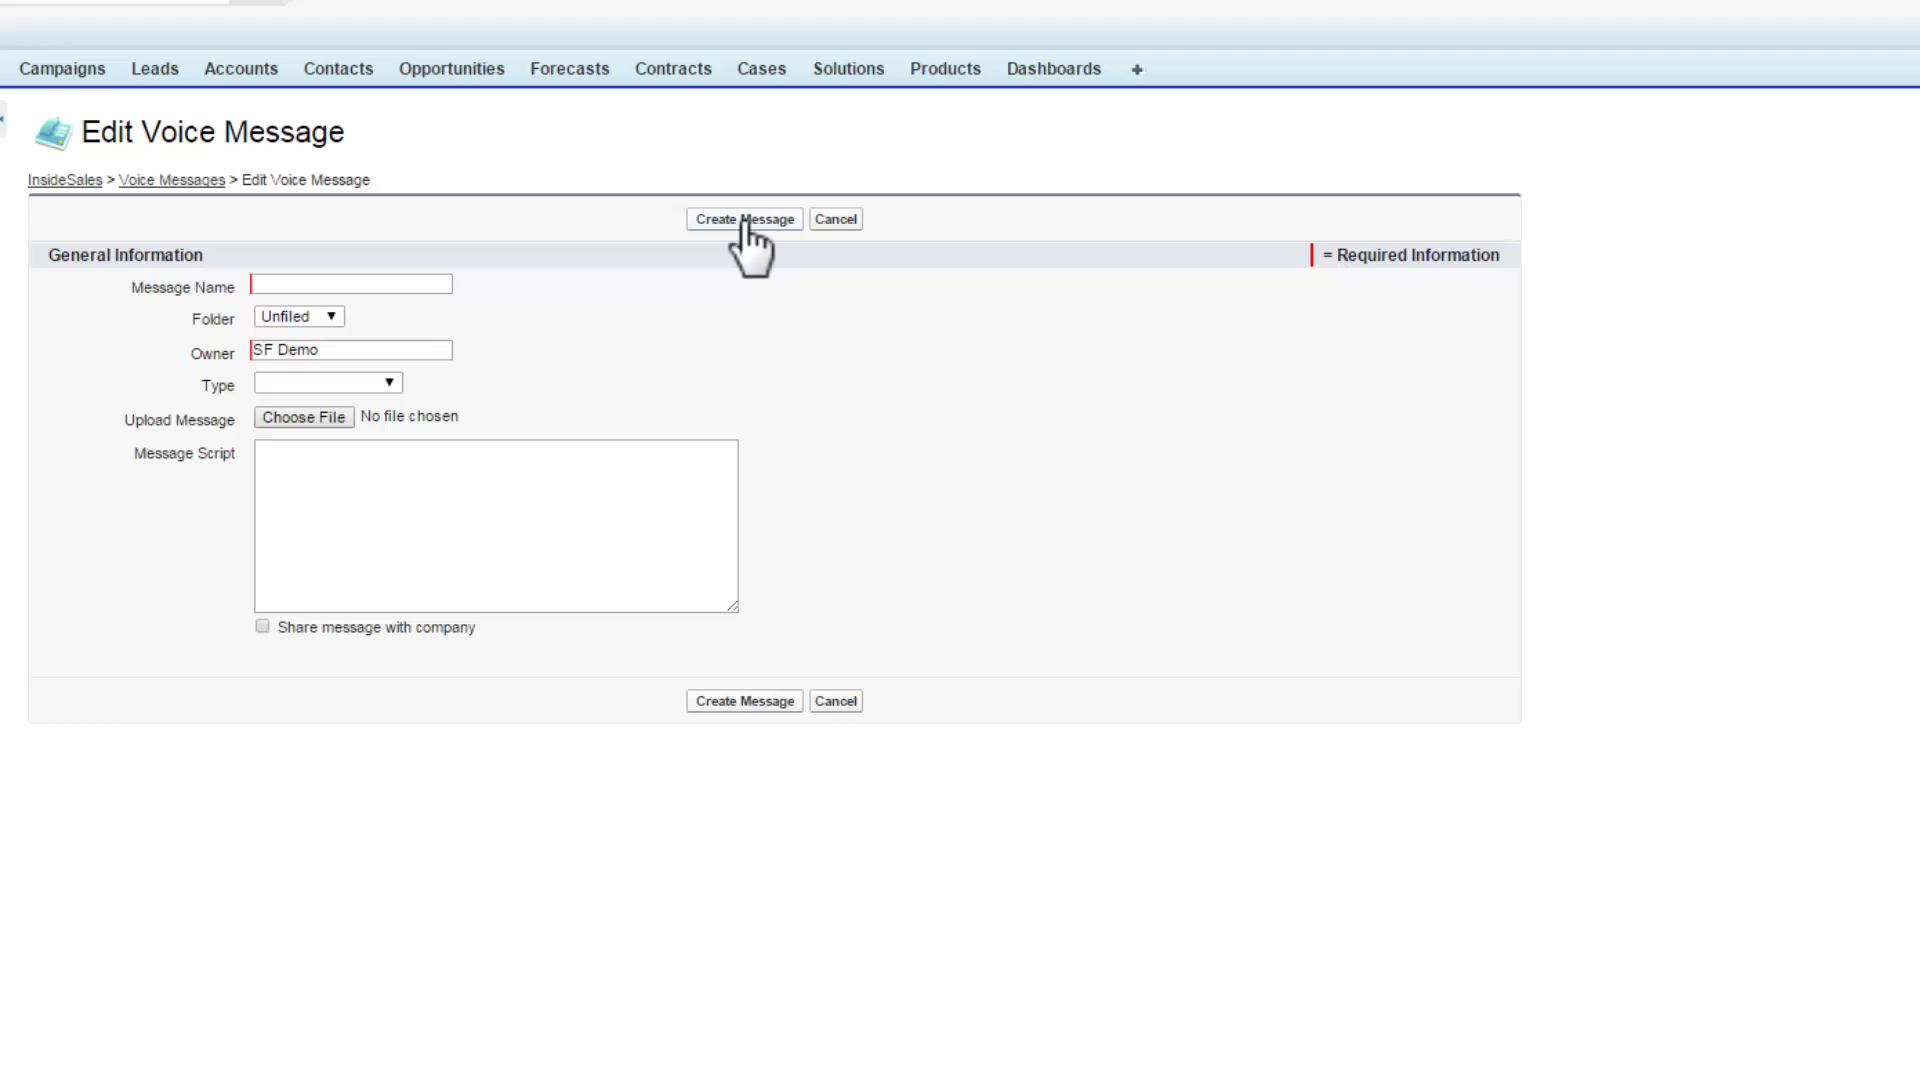 Campaigns Leads Accounts Contacts Opportunities Forecasts Contracts Cases Solutions Products Dashboards +
Edit Voice Message
InsideSales > Voice Messages > Edit Voice Message
Create Message Cancel
General Information = Required Information
Message Name
Folder Unfiled
Owner SF Demo
Type
Upload Message Choose File No file chosen
Message Script
Share message with company
Create Message Cancel